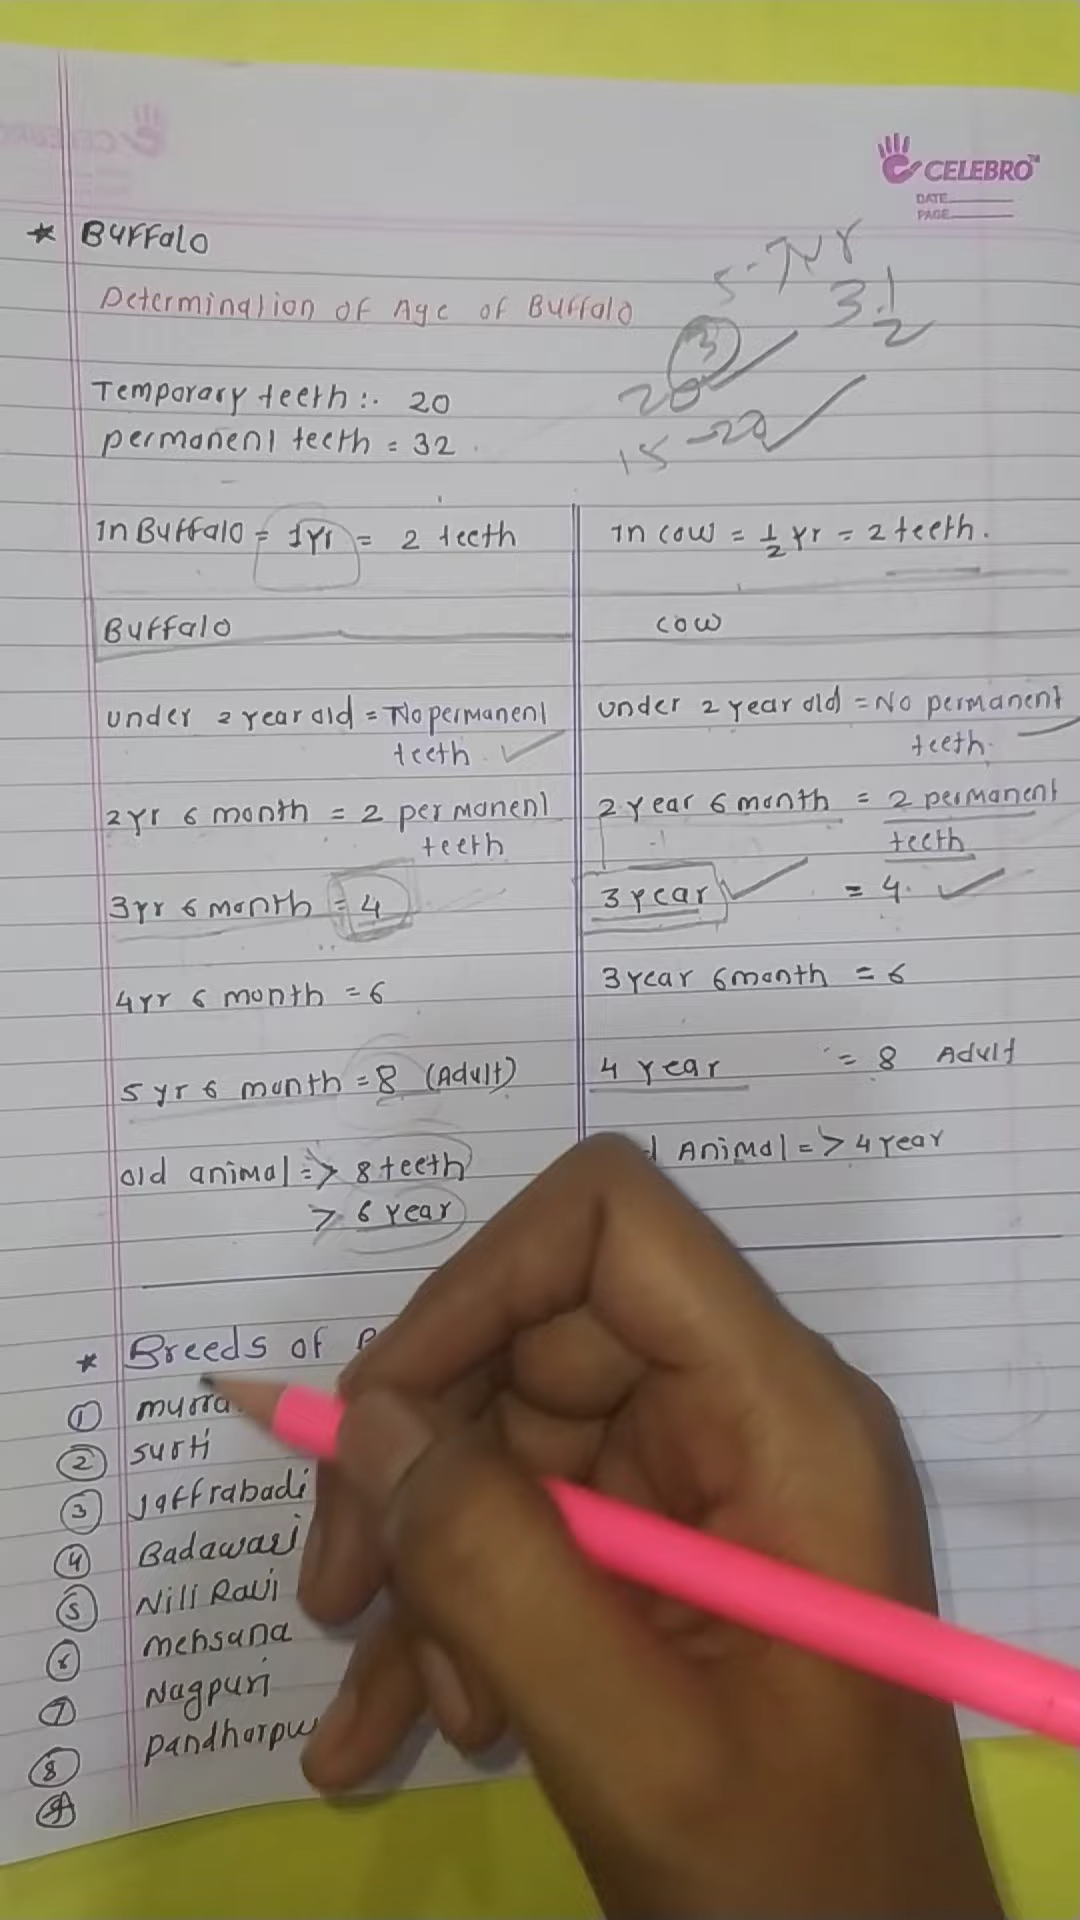 CELEBRO™
DATE
PAGE
* Buffalo
5-7yr
3 1/2
Determination of Age of Buffalo
3
20
Temporary teeth :- 20
permanent teeth = 32
15-20
In Buffalo = 1yr = 2 teeth
In cow = 1/2 yr = 2 teeth.
Buffalo
cow
under 2 year old = No permanent
teeth.
under 2 year old = No permanent
teeth.
2yr 6 month = 2 permanent
teeth
2 year 6 month = 2 permanent
teeth
3yr 6 month = 4
3 year = 4.
4yr 6 month = 6
3 year 6 month = 6
5 yr 6 month = 8 (Adult)
4 year = 8 Adult
old animal => 8 teeth
> 6 year
Animal => 4 year
* Breeds of
① murra
② surti
③ Jaffrabadi
④ Badawari
⑤ Nill Ravi
⑥ mehsana
⑦ Nagpuri
⑧ pandharpu
⑨